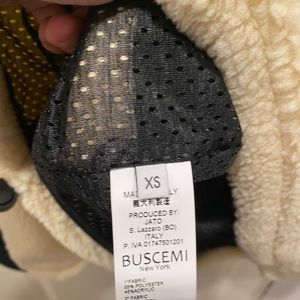 XS
MADE IN ITALY
義大利製造
PRODUCED BY:
JATO
S. Lazzaro (BO)
ITALY
P. IVA 01747501201
BUSCEMI
New York
1°FABRIC
55% POLYESTER
45%ACRYLIC
2° FABRIC